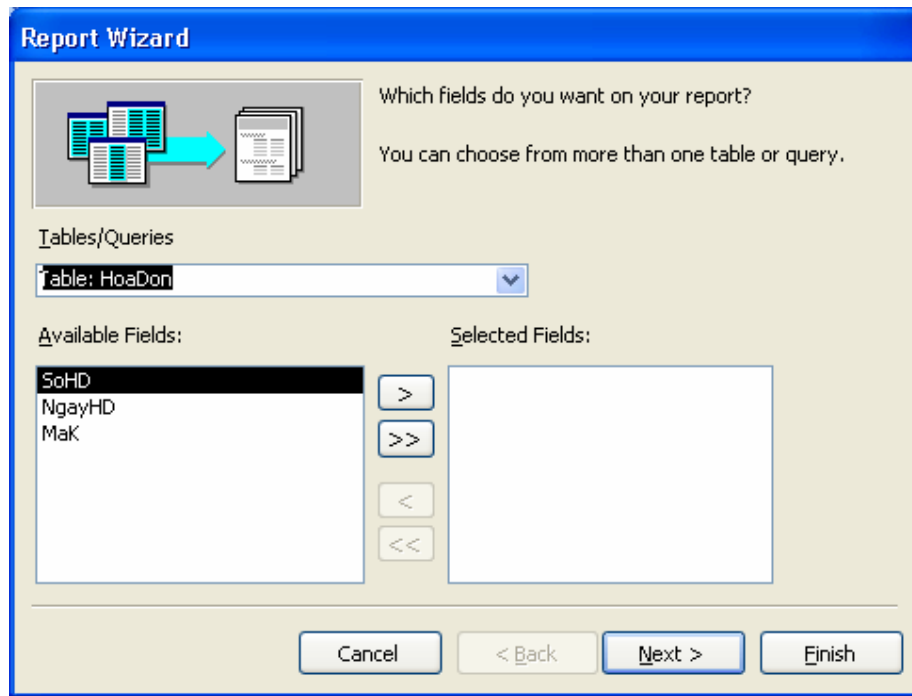 Report Wizard
Which fields do you want on your report?
You can choose from more than one table or query.
Tables/Queries
Table: HoaDon
Available Fields:
Selected Fields:
SoHD
NgayHD
MaK
>
>>
<
<<
Cancel
< Back
Next >
Finish